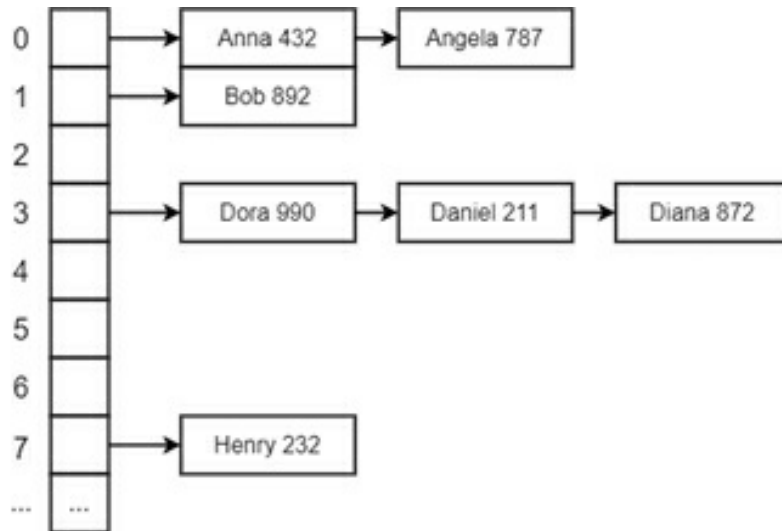 0 Anna 432 Angela 787
1 Bob 892
2
3 Dora 990 Daniel 211 Diana 872
4
5
6
7 Henry 232
... ...